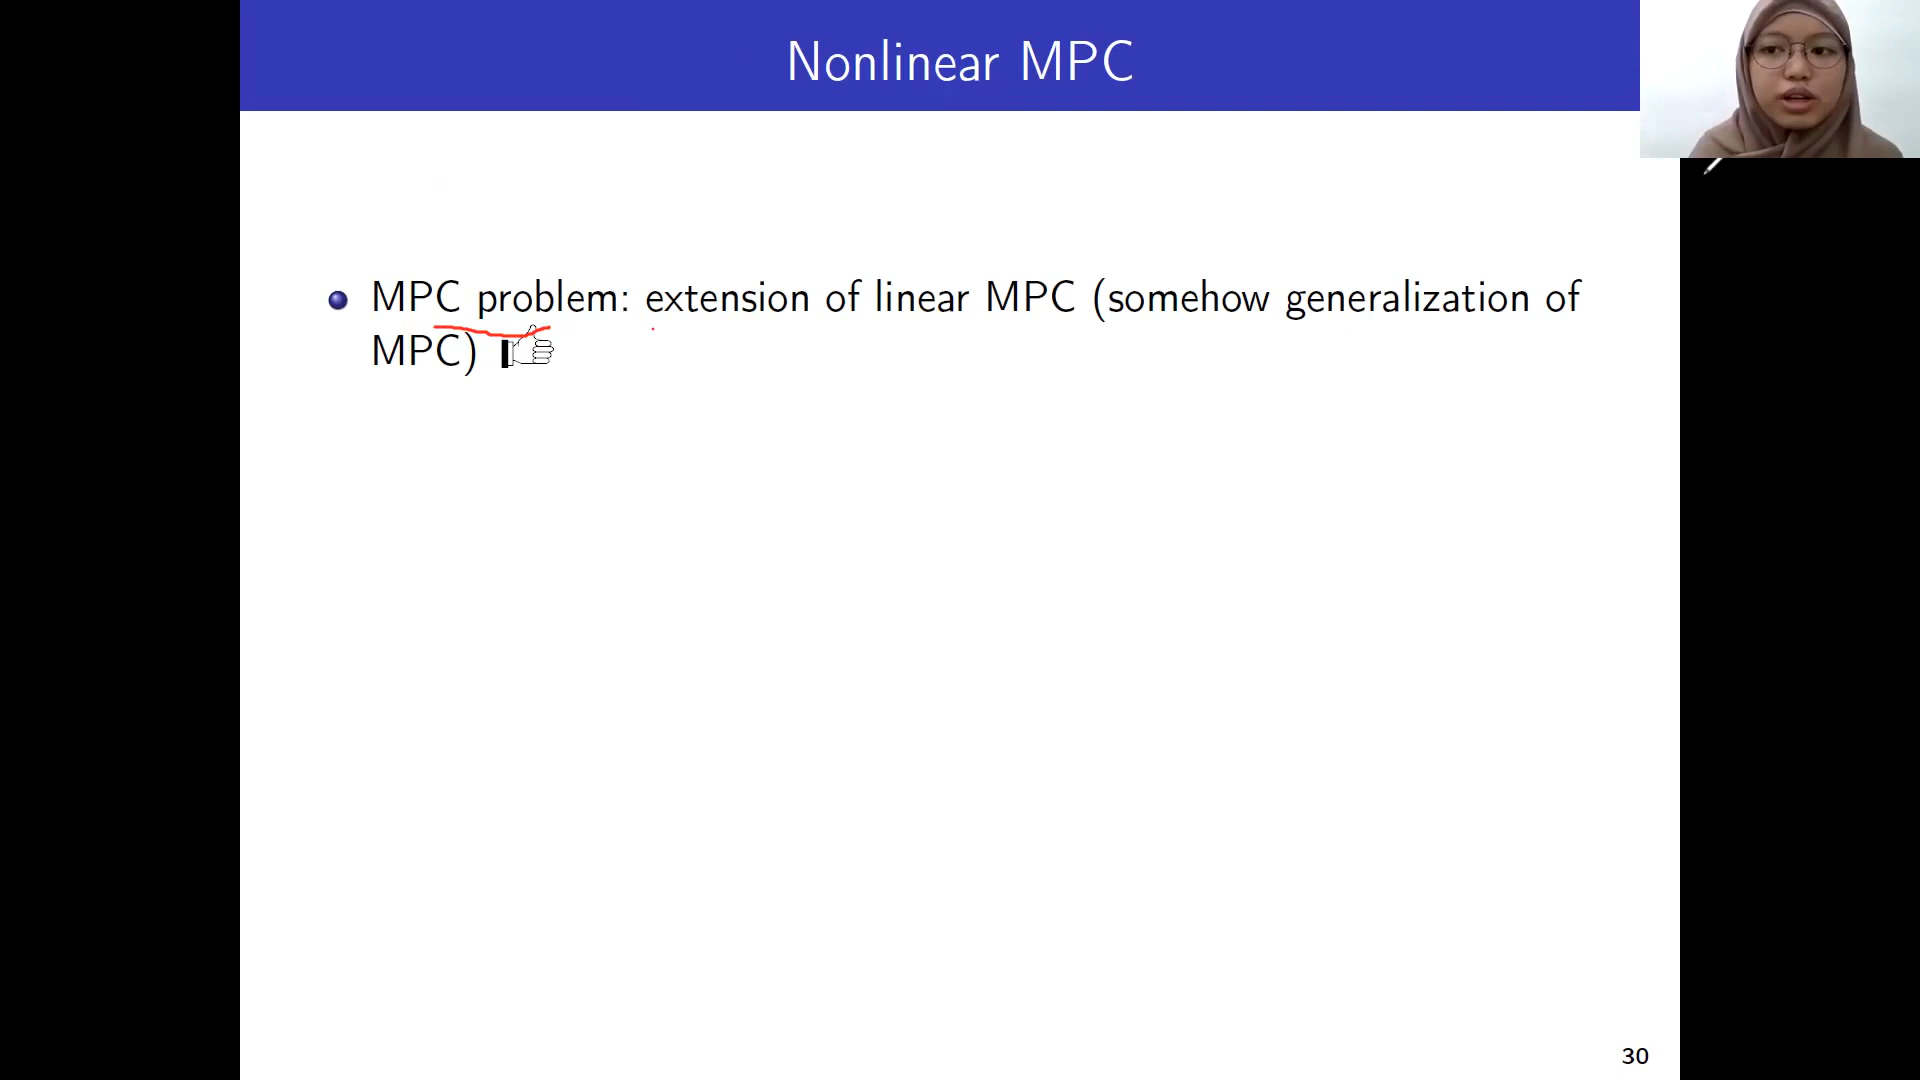 Nonlinear MPC
MPC problem: extension of linear MPC (somehow generalization of
MPC)
30